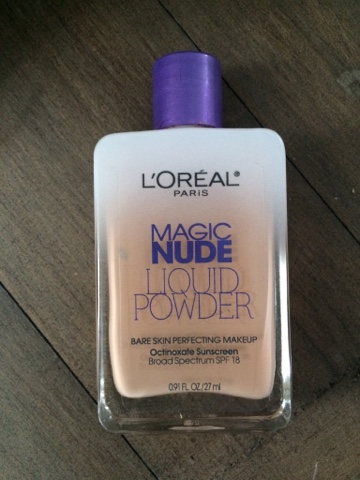 L'ORÉAL®
PARIS
MAGIC
NUDE
LIQUID
POWDER
BARE SKIN PERFECTING MAKEUP
Octinoxate Sunscreen
Broad Spectrum SPF 18
0.91 FL. OZ./27 ml